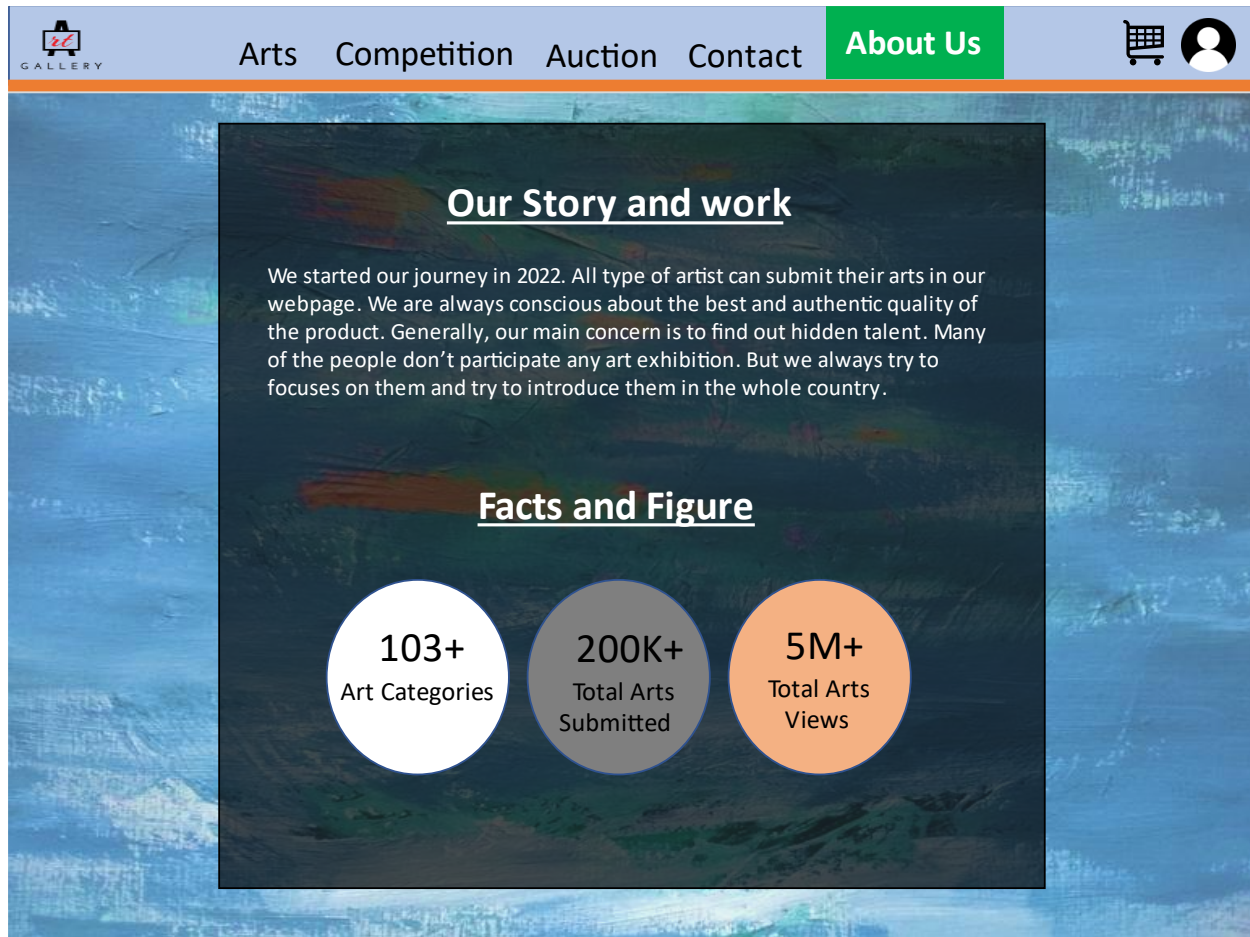 rt
GALLERY
Arts
Competition
Auction
Contact
About Us
Our Story and work
We started our journey in 2022. All type of artist can submit their arts in our
webpage. We are always conscious about the best and authentic quality of
the product. Generally, our main concern is to find out hidden talent. Many
of the people don’t participate any art exhibition. But we always try to
focuses on them and try to introduce them in the whole country.
Facts and Figure
103+
Art Categories
200K+
Total Arts
Submitted
5M+
Total Arts
Views